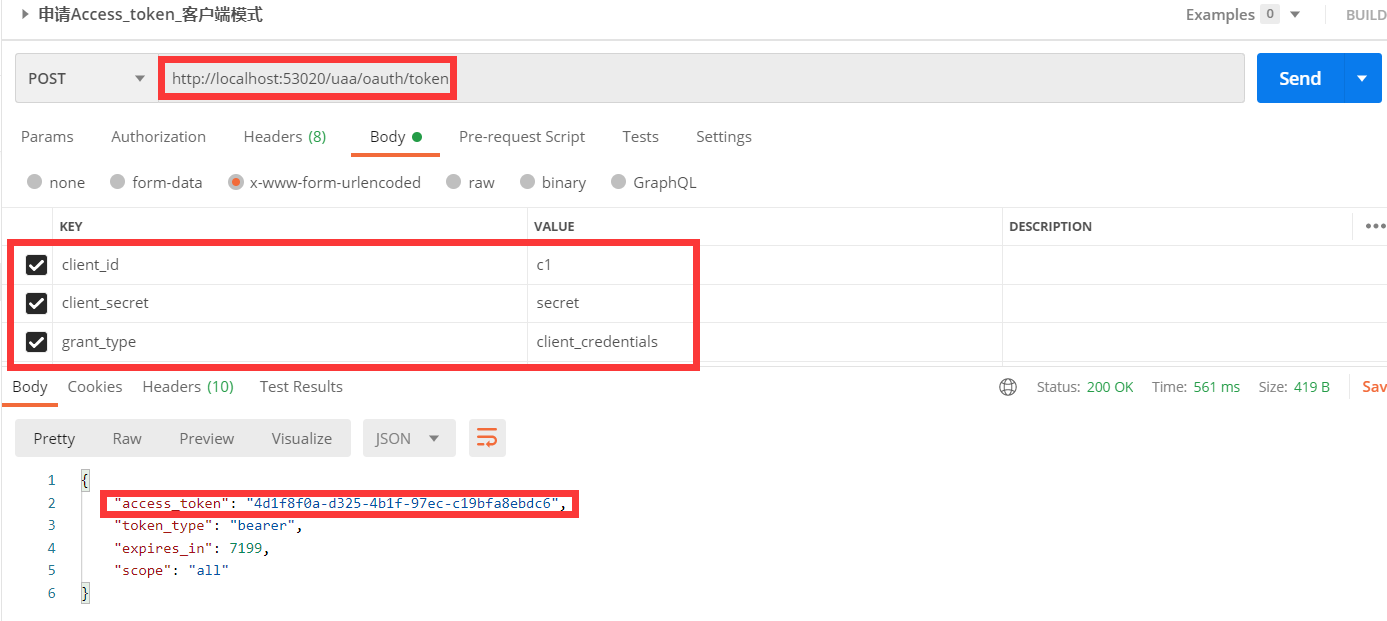 申请Access_token_客户端模式 Examples 0 BUILD
POST http://localhost:53020/uaa/oauth/token Send
Params Authorization Headers (8) Body Pre-request Script Tests Settings
none form-data x-www-form-urlencoded raw binary GraphQL
KEY VALUE DESCRIPTION
client_id c1
client_secret secret
grant_type client_credentials
Body Cookies Headers (10) Test Results Status: 200 OK Time: 561 ms Size: 419 B Sav
Pretty Raw Preview Visualize JSON
1 {
2 "access_token": "4d1f8f0a-d325-4b1f-97ec-c19bfa8ebdc6",
3 "token_type": "bearer",
4 "expires_in": 7199,
5 "scope": "all"
6 }